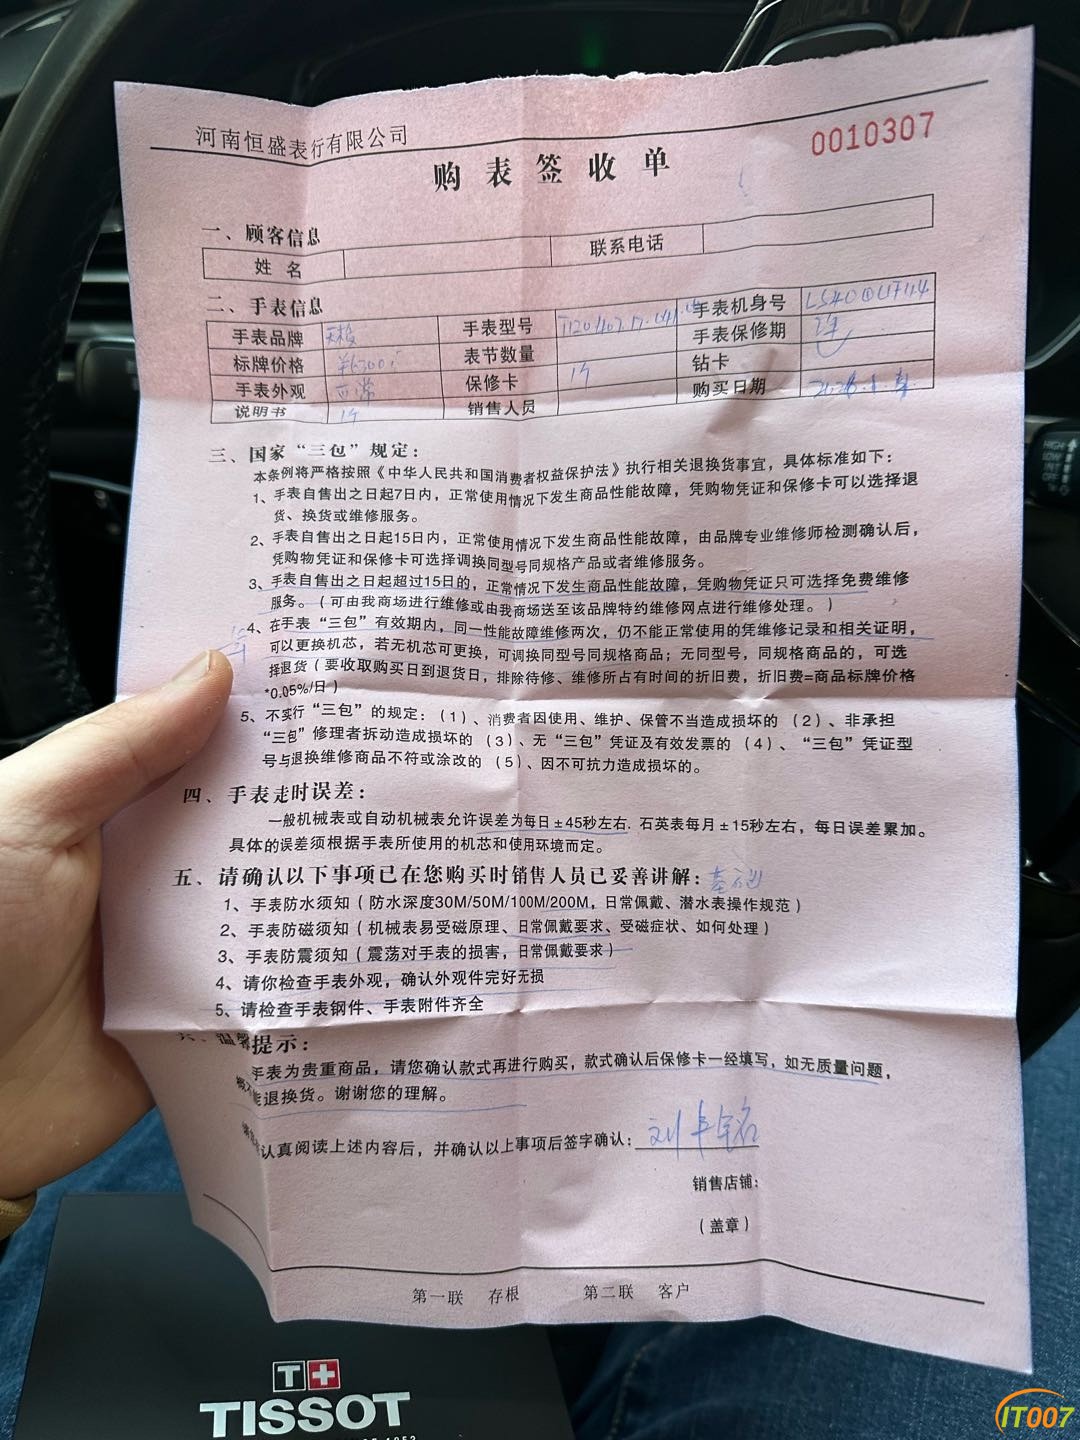 河南恒盛表行有限公司
0010307
购表签收单
一、顾客信息
姓名 联系电话
二、手表信息
手表品牌 手表型号 手表机身号
标牌价格 表节数量 手表保修期
手表外观 正常 保修卡 1个 钻卡
说明书 1个 销售人员 购买日期
三、国家“三包”规定：
本条例将严格按照《中华人民共和国消费者权益保护法》执行相关退换货事宜，具体标准如下：
1、手表自售出之日起7日内，正常使用情况下发生商品性能故障，凭购物凭证和保修卡可以选择退
货、换货或维修服务。
2、手表自售出之日起15日内，正常使用情况下发生商品性能故障，由品牌专业维修师检测确认后，
凭购物凭证和保修卡可选择调换同型号同规格产品或者维修服务。
3、手表自售出之日起超过15日的，正常情况下发生商品性能故障，凭购物凭证只可选择免费维修
服务。（可由我商场进行维修或由我商场送至该品牌特约维修网点进行维修处理。）
4、在手表“三包”有效期内，同一性能故障维修两次，仍不能正常使用的凭维修记录和相关证明，
可以更换机芯，若无机芯可更换，可调换同型号同规格商品；无同型号，同规格商品的，可选
择退货（要收取购买日到退货日，排除待修、维修所占有时间的折旧费，折旧费=商品标牌价格
*0.05%/日）
5、不实行“三包”的规定：（1）、消费者因使用、维护、保管不当造成损坏的（2）、非承担
“三包”修理者拆动造成损坏的（3）、无“三包”凭证及有效发票的（4）、“三包”凭证型
号与退换维修商品不符或涂改的（5）、因不可抗力造成损坏的。
四、手表走时误差：
一般机械表或自动机械表允许误差为每日±45秒左右．石英表每月±15秒左右，每日误差累加。
具体的误差须根据手表所使用的机芯和使用环境而定。
五、请确认以下事项已在您购买时销售人员已妥善讲解：
1、手表防水须知（防水深度30M/50M/100M/200M，日常佩戴、潜水表操作规范）
2、手表防磁须知（机械表易受磁原理、日常佩戴要求、受磁症状、如何处理）
3、手表防震须知（震荡对手表的损害，日常佩戴要求）
4、请你检查手表外观，确认外观件完好无损
5、请检查手表钢件、手表附件齐全
六、温馨提示：
手表为贵重商品，请您确认款式再进行购买，款式确认后保修卡一经填写，如无质量问题，
能退换货。谢谢您的理解。
认真阅读上述内容后，并确认以上事项后签字确认：
销售店铺：
（盖章）
第一联 存根 第二联 客户
T+
TISSOT
HIGH
LOW
INT
OFF
IT007